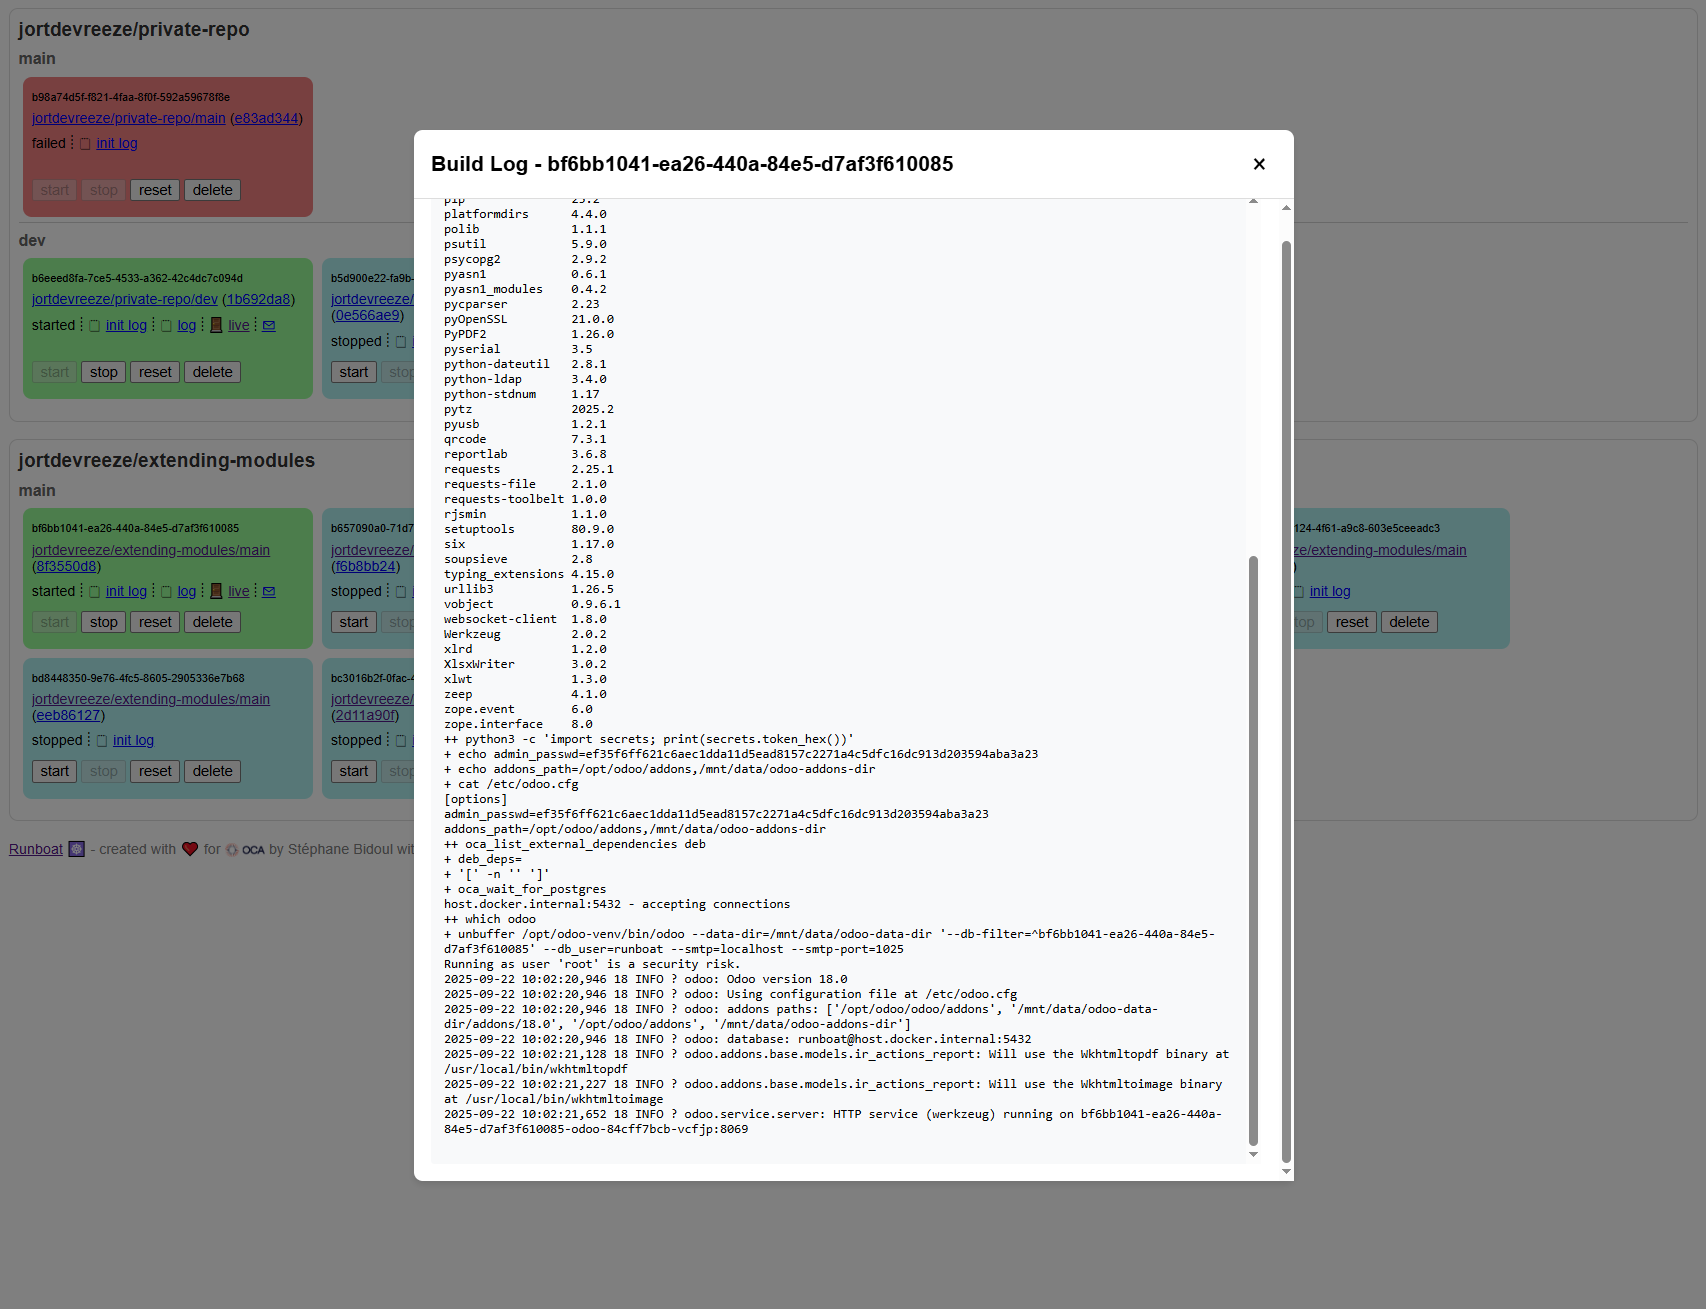 jortdevreeze/private-repo
main
b98a74d5f-f821-4faa-8f0f-592a59678f8e
jortdevreeze/private-repo/main (e83ad344)
failed init log
start stop reset delete
dev
b6eeed8fa-7ce5-4533-a362-42c4dc7c094d
jortdevreeze/private-repo/dev (1b692da8)
started init log log live
start stop reset delete
b5d900e22-fa9b-
jortdevreeze/
(0e566ae9)
stopped
start stop
jortdevreeze/extending-modules
main
bf6bb1041-ea26-440a-84e5-d7af3f610085
jortdevreeze/extending-modules/main
(8f3550d8)
started init log log live
start stop reset delete
b657090a0-71d7
jortdevreeze/
(f6b8bb24)
stopped
start stop
124-4f61-a9c8-603e5ceeadc3
ze/extending-modules/main
)
init log
top reset delete
bd8448350-9e76-4fc5-8605-2905336e7b68
jortdevreeze/extending-modules/main
(eeb86127)
stopped init log
start stop reset delete
bc3016b2f-0fac-4
jortdevreeze/
(2d11a90f)
stopped
start stop
Runboat - created with for OCA by Stéphane Bidoul wit
Build Log - bf6bb1041-ea26-440a-84e5-d7af3f610085
×
pip 25.2
platformdirs 4.4.0
polib 1.1.1
psutil 5.9.0
psycopg2 2.9.2
pyasn1 0.6.1
pyasn1_modules 0.4.2
pycparser 2.23
pyOpenSSL 21.0.0
PyPDF2 1.26.0
pyserial 3.5
python-dateutil 2.8.1
python-ldap 3.4.0
python-stdnum 1.17
pytz 2025.2
pyusb 1.2.1
qrcode 7.3.1
reportlab 3.6.8
requests 2.25.1
requests-file 2.1.0
requests-toolbelt 1.0.0
rjsmin 1.1.0
setuptools 80.9.0
six 1.17.0
soupsieve 2.8
typing_extensions 4.15.0
urllib3 1.26.5
vobject 0.9.6.1
websocket-client 1.8.0
Werkzeug 2.0.2
xlrd 1.2.0
XlsxWriter 3.0.2
xlwt 1.3.0
zeep 4.1.0
zope.event 6.0
zope.interface 8.0
++ python3 -c 'import secrets; print(secrets.token_hex())'
+ echo admin_passwd=ef35f6ff621c6aec1dda11d5ead8157c2271a4c5dfc16dc913d203594aba3a23
+ echo addons_path=/opt/odoo/addons,/mnt/data/odoo-addons-dir
+ cat /etc/odoo.cfg
[options]
admin_passwd=ef35f6ff621c6aec1dda11d5ead8157c2271a4c5dfc16dc913d203594aba3a23
addons_path=/opt/odoo/addons,/mnt/data/odoo-addons-dir
++ oca_list_external_dependencies deb
+ deb_deps=
+ '[' -n '' ']'
+ oca_wait_for_postgres
host.docker.internal:5432 - accepting connections
++ which odoo
+ unbuffer /opt/odoo-venv/bin/odoo --data-dir=/mnt/data/odoo-data-dir '--db-filter=^bf6bb1041-ea26-440a-84e5-
d7af3f610085' --db_user=runboat --smtp=localhost --smtp-port=1025
Running as user 'root' is a security risk.
2025-09-22 10:02:20,946 18 INFO ? odoo: Odoo version 18.0
2025-09-22 10:02:20,946 18 INFO ? odoo: Using configuration file at /etc/odoo.cfg
2025-09-22 10:02:20,946 18 INFO ? odoo: addons paths: ['/opt/odoo/odoo/addons', '/mnt/data/odoo-data-
dir/addons/18.0', '/opt/odoo/addons', '/mnt/data/odoo-addons-dir']
2025-09-22 10:02:20,946 18 INFO ? odoo: database: runboat@host.docker.internal:5432
2025-09-22 10:02:21,128 18 INFO ? odoo.addons.base.models.ir_actions_report: Will use the Wkhtmltopdf binary at
/usr/local/bin/wkhtmltopdf
2025-09-22 10:02:21,227 18 INFO ? odoo.addons.base.models.ir_actions_report: Will use the Wkhtmltoimage binary
at /usr/local/bin/wkhtmltoimage
2025-09-22 10:02:21,652 18 INFO ? odoo.service.server: HTTP service (werkzeug) running on bf6bb1041-ea26-440a-
84e5-d7af3f610085-odoo-84cff7bcb-vcfjp:8069